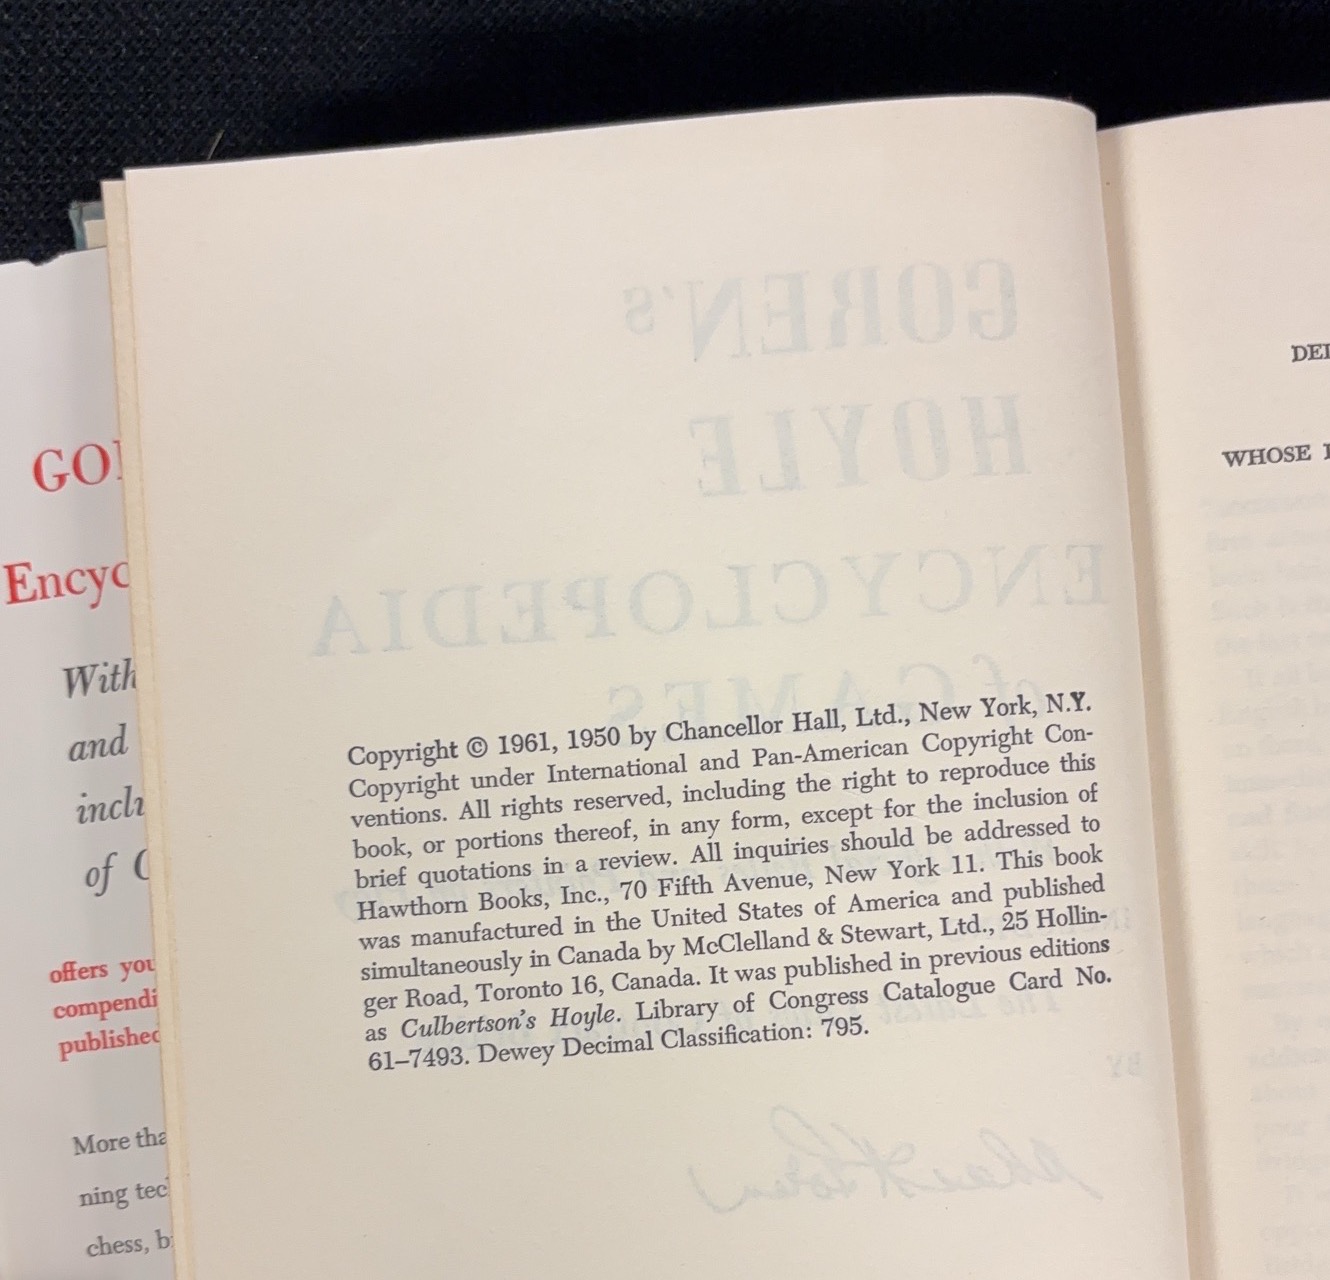 GO
Encyc
With
and
incl
of
offers you
compendi
published
More tha
ning tec
chess, b
GOREN'S
HOYLE
ENCYCLOPEDIA
of GAMES
BY
Copyright © 1961, 1950 by Chancellor Hall, Ltd., New York, N.Y.
Copyright under International and Pan-American Copyright Con-
ventions. All rights reserved, including the right to reproduce this
book, or portions thereof, in any form, except for the inclusion of
brief quotations in a review. All inquiries should be addressed to
Hawthorn Books, Inc., 70 Fifth Avenue, New York 11. This book
was manufactured in the United States of America and published
simultaneously in Canada by McClelland & Stewart, Ltd., 25 Hollin-
ger Road, Toronto 16, Canada. It was published in previous editions
as Culbertson's Hoyle. Library of Congress Catalogue Card No.
61–7493. Dewey Decimal Classification: 795.
DE
WHOSE